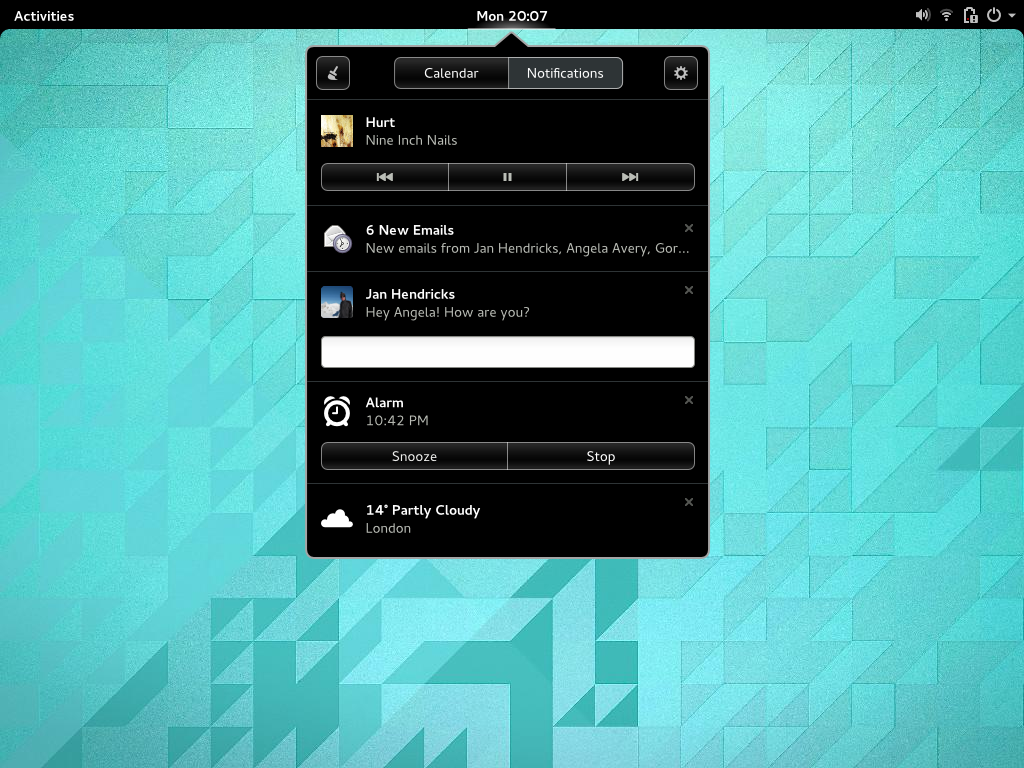 Activities
Mon 20:07
Calendar
Notifications
Hurt
Nine Inch Nails
6 New Emails
New emails from Jan Hendricks, Angela Avery, Gor...
Jan Hendricks
Hey Angela! How are you?
Alarm
10:42 PM
Snooze
Stop
14° Partly Cloudy
London